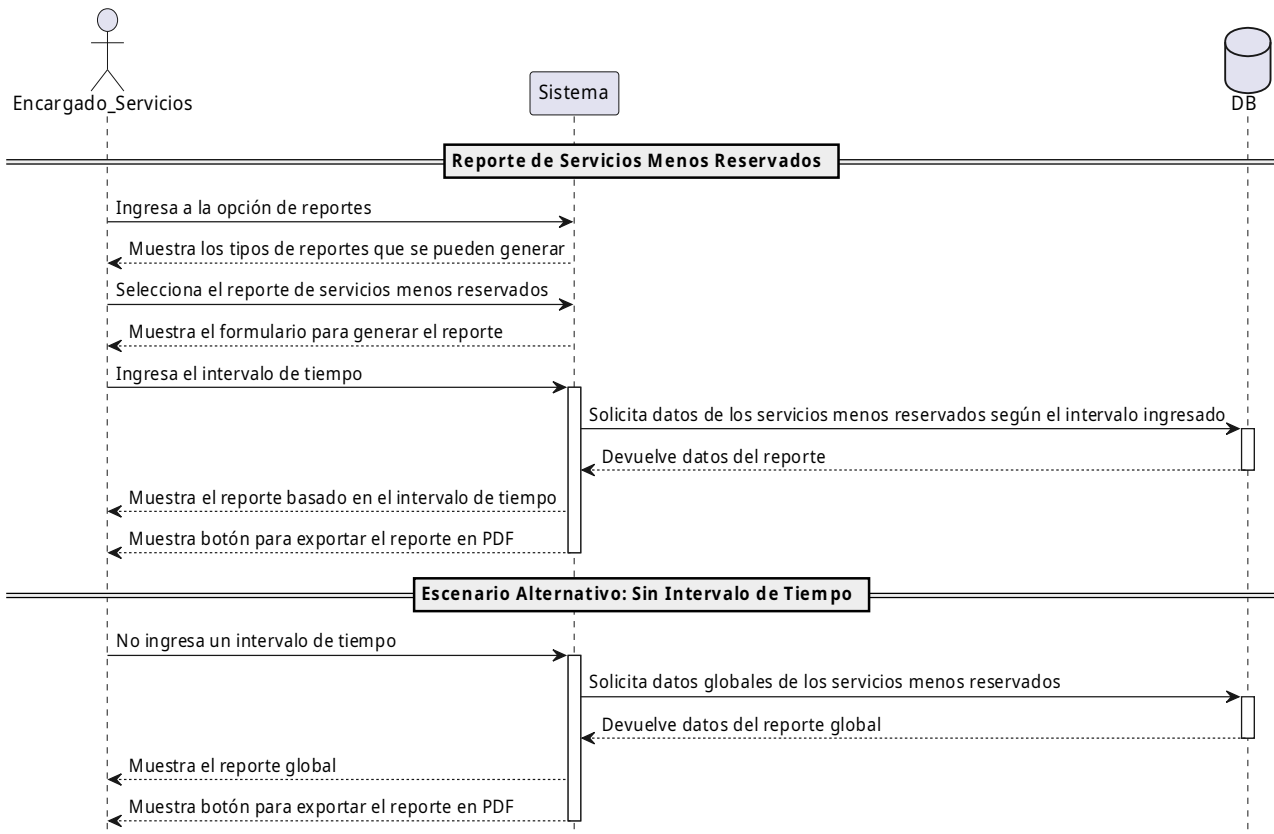 Encargado_Servicios
Sistema
DB
Reporte de Servicios Menos Reservados
Ingresa a la opción de reportes
Muestra los tipos de reportes que se pueden generar
Selecciona el reporte de servicios menos reservados
Muestra el formulario para generar el reporte
Ingresa el intervalo de tiempo
Solicita datos de los servicios menos reservados según el intervalo ingresado
Devuelve datos del reporte
Muestra el reporte basado en el intervalo de tiempo
Muestra botón para exportar el reporte en PDF
Escenario Alternativo: Sin Intervalo de Tiempo
No ingresa un intervalo de tiempo
Solicita datos globales de los servicios menos reservados
Devuelve datos del reporte global
Muestra el reporte global
Muestra botón para exportar el reporte en PDF